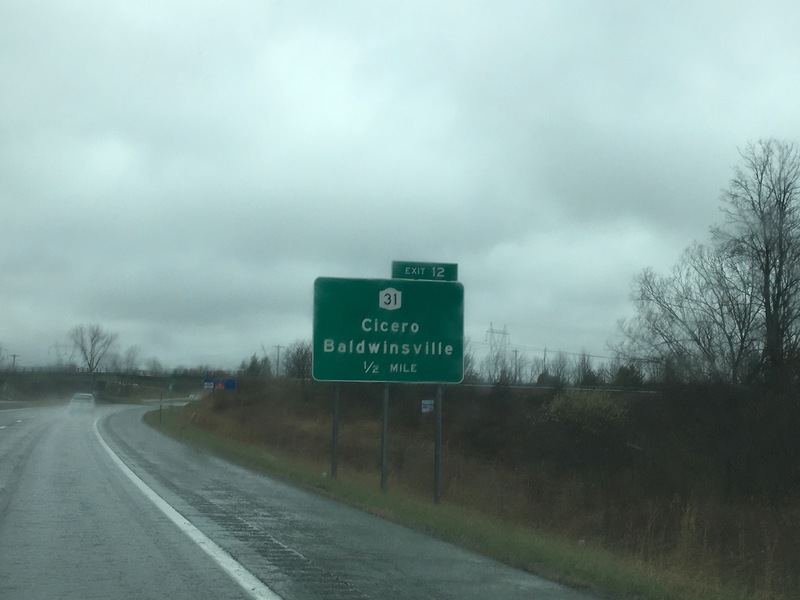 EXIT 12
31
Cicero
Baldwinsville
1/2 MILE